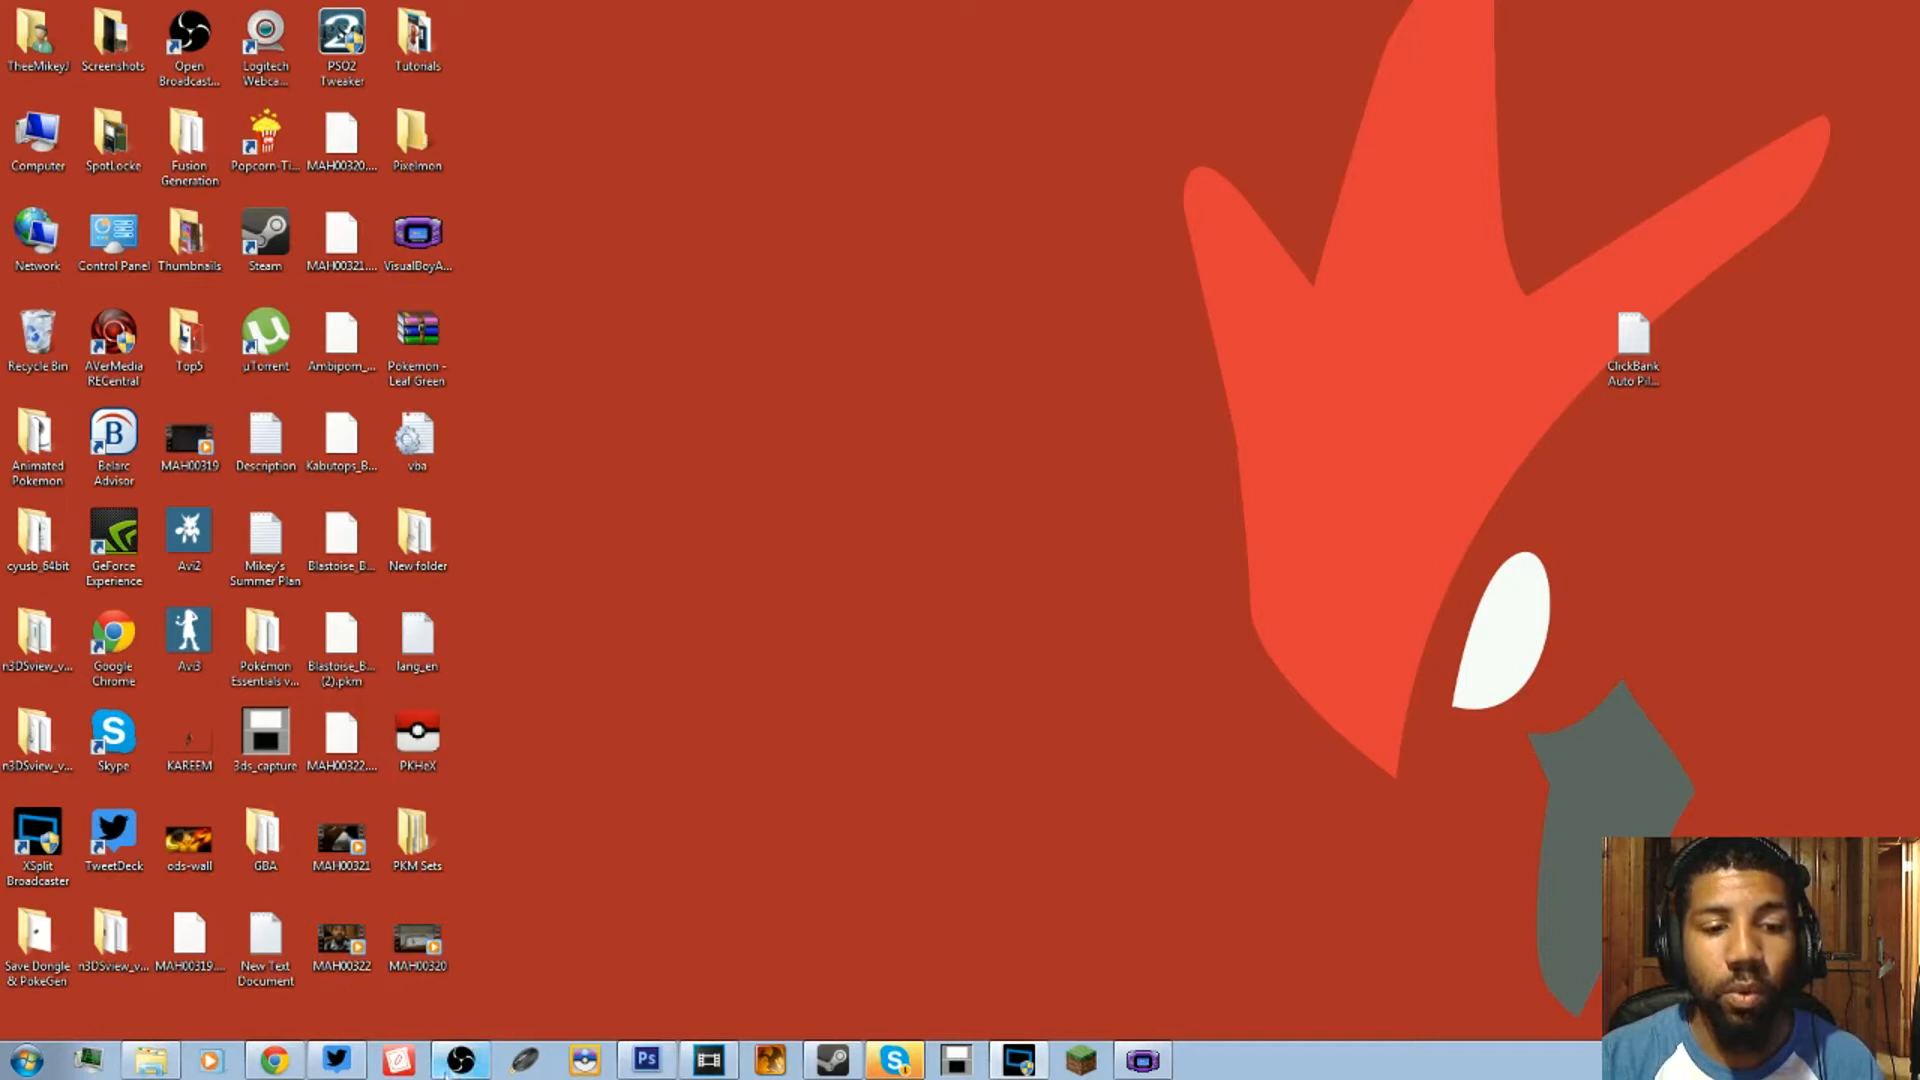 TheeMikeyJ
Screenshots
Open
Broadcast...
Logitech
Webca...
PSO2
Tweaker
Tutorials
Computer
SpotLocke
Fusion
Generation
Popcorn-Ti...
MAH00320....
Pixelmon
Network
Control Panel
Thumbnails
Steam
MAH00321....
VisualBoyA...
Recycle Bin
AVerMedia
RECentral
Top5
µTorrent
Ambipom_...
Pokemon -
Leaf Green
ClickBank
Auto Pil...
Animated
Pokemon
Belarc
Advisor
MAH00319
Description
Kabutops_B...
vba
cyusb_64bit
GeForce
Experience
Avi2
Mikey's
Summer Plan
Blastoise_B...
New folder
n3DSview_v...
Google
Chrome
Avi3
Pokémon
Essentials v...
Blastoise_B...
(2).pkm
lang_en
n3DSview_v...
Skype
KAREEM
3ds_capture
MAH00322....
PKHeX
XSplit
Broadcaster
TweetDeck
ods-wall
GBA
MAH00321
PKM Sets
Save Dongle
& PokeGen
n3DSview_v...
MAH00319....
New Text
Document
MAH00322
MAH00320
Ps